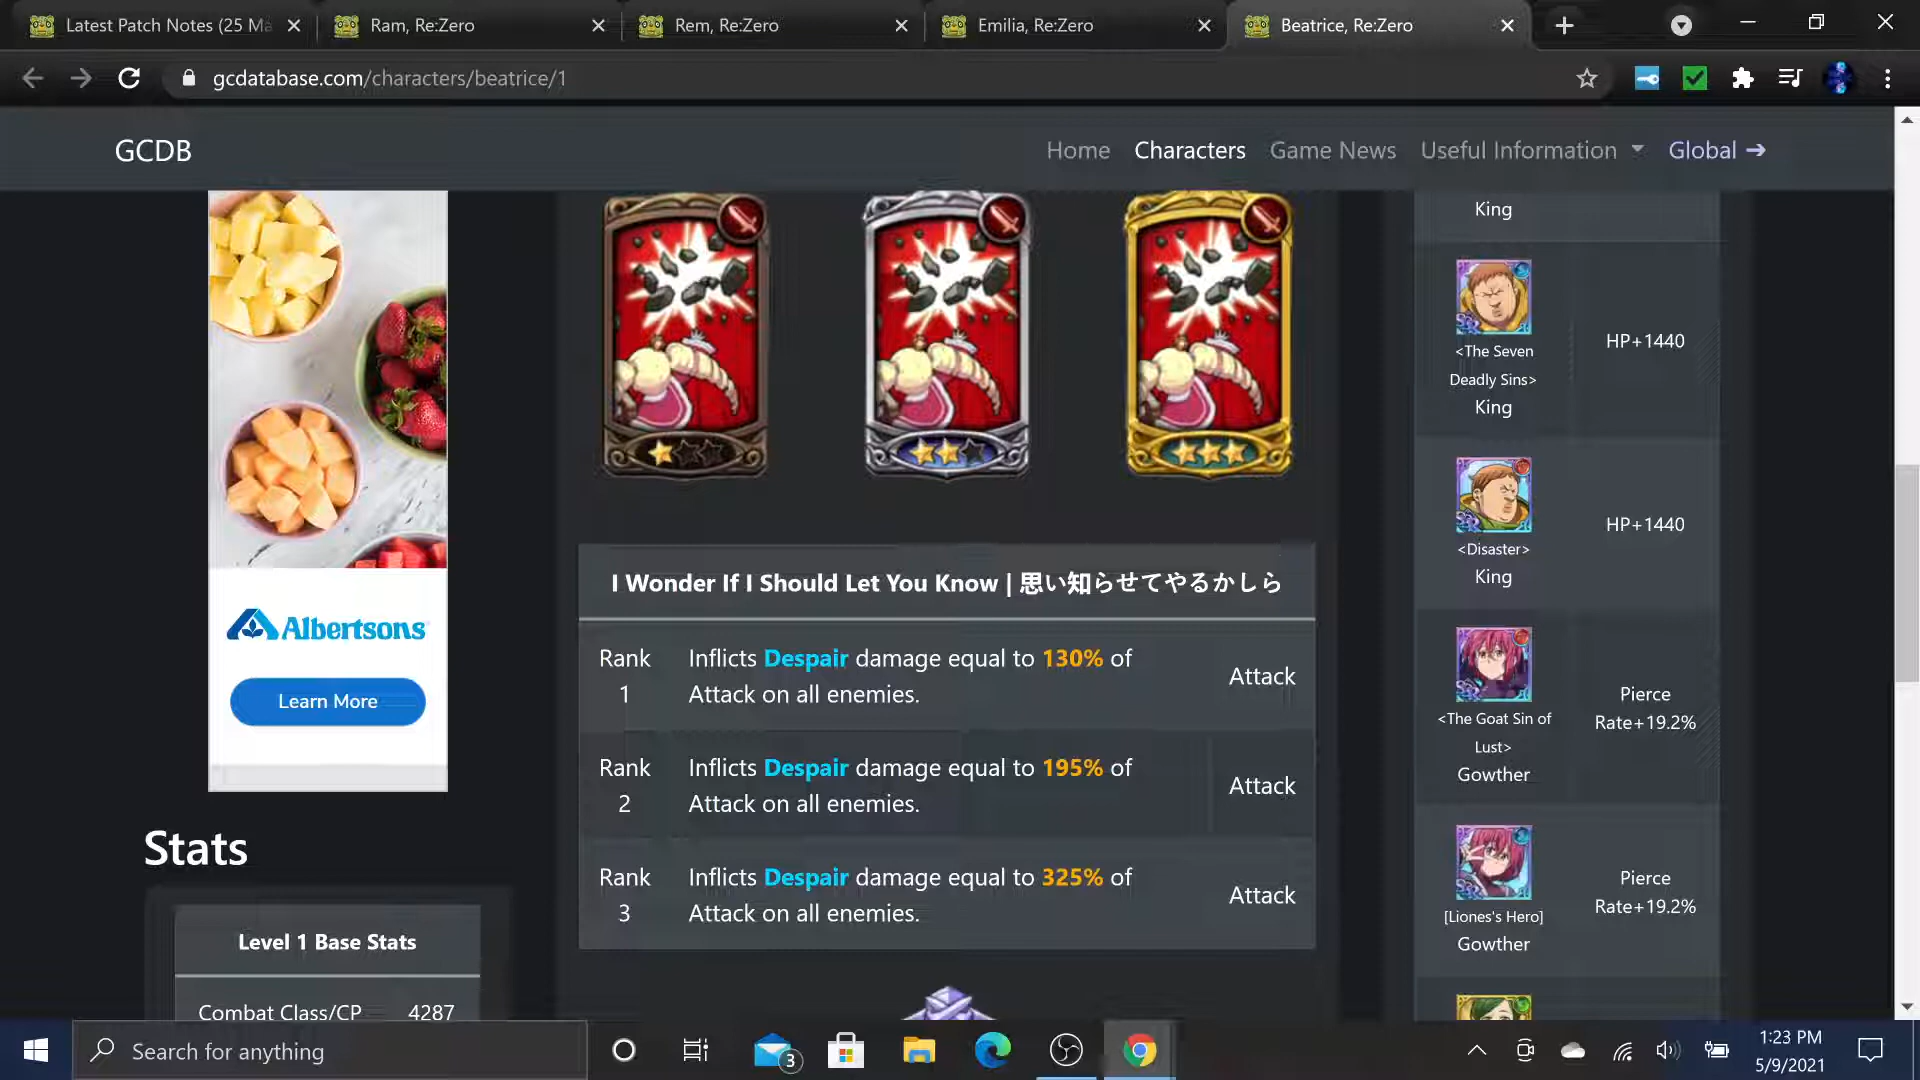 Latest Patch Notes (25 Ma
Ram, Re:Zero
Rem, Re:Zero
Emilia, Re:Zero
Beatrice, Re:Zero
gcdatabase.com/characters/beatrice/1
GCDB
Home
Characters
Game News
Useful Information
Global →
Albertsons
Learn More
Stats
Level 1 Base Stats
Combat Class/CP 4287
I Wonder If I Should Let You Know | 思い知らせてやるかしら
Rank 1
Inflicts Despair damage equal to 130% of
Attack on all enemies.
Attack
Rank 2
Inflicts Despair damage equal to 195% of
Attack on all enemies.
Attack
Rank 3
Inflicts Despair damage equal to 325% of
Attack on all enemies.
Attack
King
<The Seven
Deadly Sins>
King
HP+1440
<Disaster>
King
HP+1440
<The Goat Sin of
Lust>
Gowther
Pierce
Rate+19.2%
[Liones's Hero]
Gowther
Pierce
Rate+19.2%
Search for anything
3
1:23 PM
5/9/2021